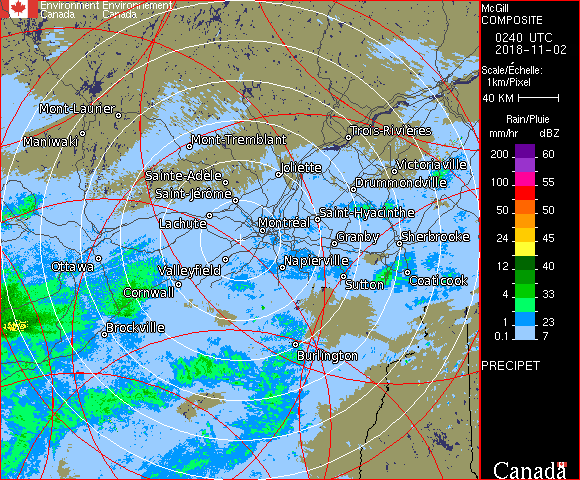 Environment Environnement
Canada Canada
McGill
COMPOSITE
0240 UTC
2018-11-02
Scale/Échelle:
1km/Pixel
40 KM
Rain/Pluie
mm/hr dBZ
200 60
100 55
50 50
24 45
12 40
4 33
1 23
0.1 7
PRECIPET
Canada
Mont-Laurier
Maniwaki
Mont-Tremblant
Trois-Rivières
Victoriaville
Joliette
Sainte-Adèle
Drummondville
Saint-Jérôme
Saint-Hyacinthe
Lachute
Montréal
Granby
Sherbrooke
Ottawa
Valleyfield
Napierville
Sutton
Coaticook
Cornwall
Brockville
Burlington